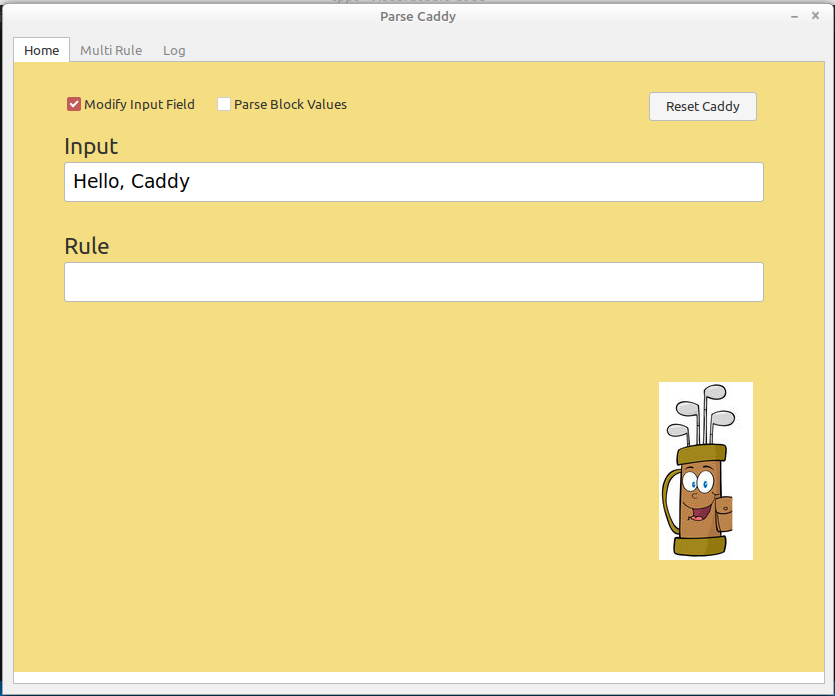 Parse Caddy
Home Multi Rule Log
Modify Input Field Parse Block Values Reset Caddy
Input
Hello, Caddy
Rule